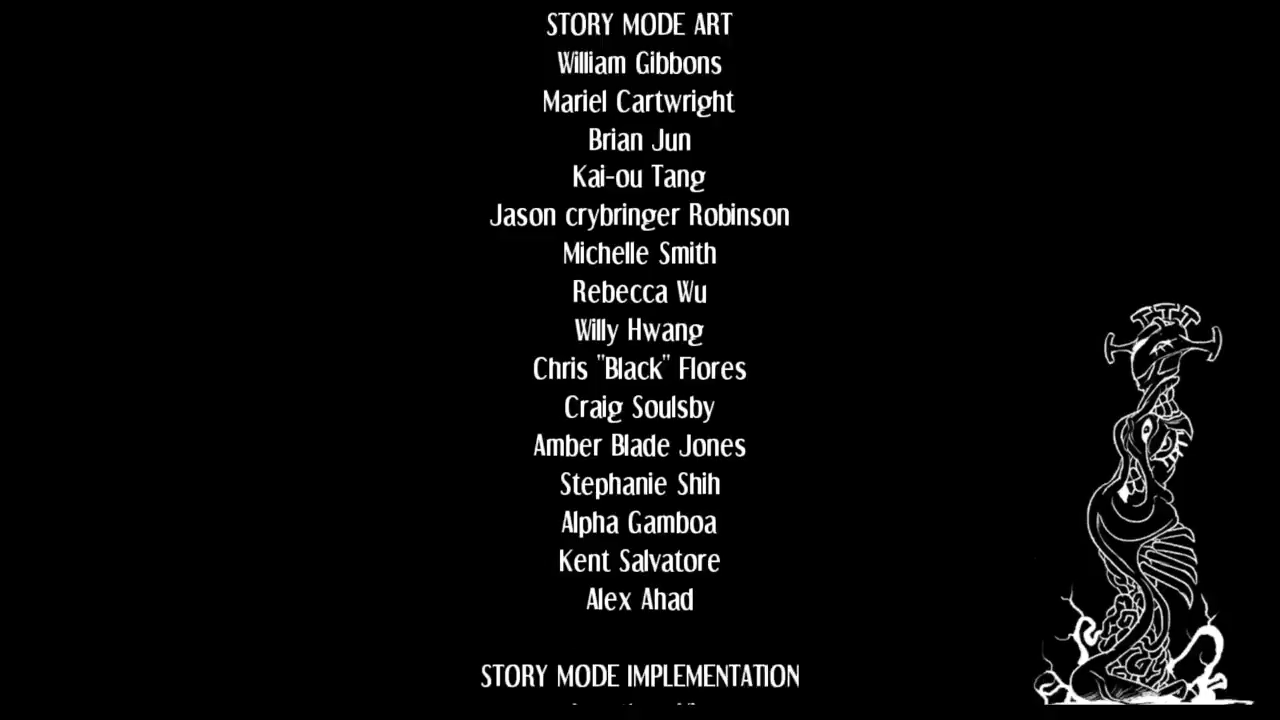 STORY MODE ART
William Gibbons
Mariel Cartwright
Brian Jun
Kai-ou Tang
Jason crybringer Robinson
Michelle Smith
Rebecca Wu
Willy Hwang
Chris "Black" Flores
Craig Soulsby
Amber Blade Jones
Stephanie Shih
Alpha Gamboa
Kent Salvatore
Alex Ahad
STORY MODE IMPLEMENTATION